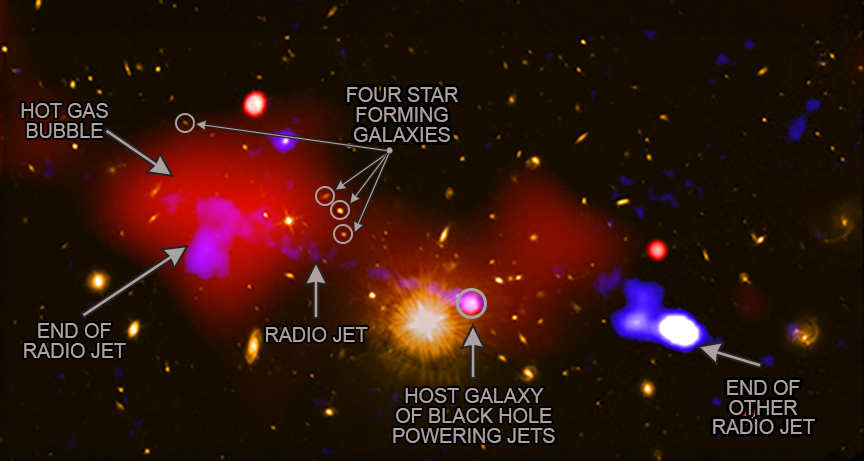 HOT GAS
BUBBLE
FOUR STAR
FORMING
GALAXIES
END OF
RADIO JET
RADIO JET
HOST GALAXY
OF BLACK HOLE
POWERING JETS
END OF
OTHER
RADIO JET